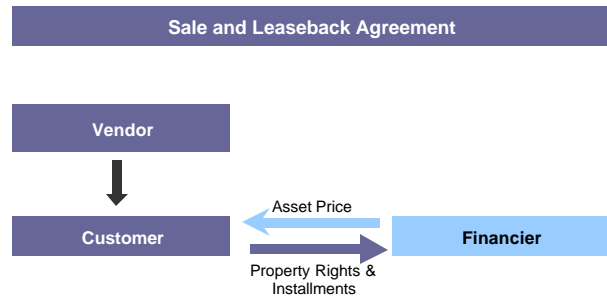 Sale and Leaseback Agreement
Vendor
Asset Price
Customer
Financier
Property Rights &
Installments